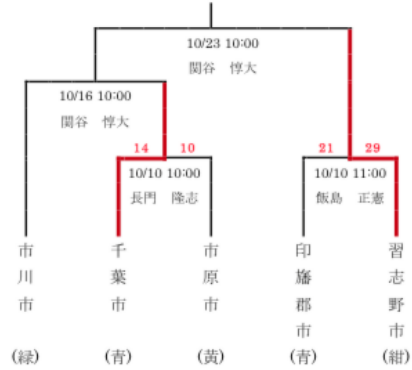 10/23 10:00
関谷 惇大
10/16 10:00
関谷 惇大
14 10
21 29
10/10 10:00
長門 隆志
10/10 11:00
飯島 正憲
市川市
千葉市
市原市
印旛郡市
習志野市
(緑)
(青)
(黄)
(青)
(紺)